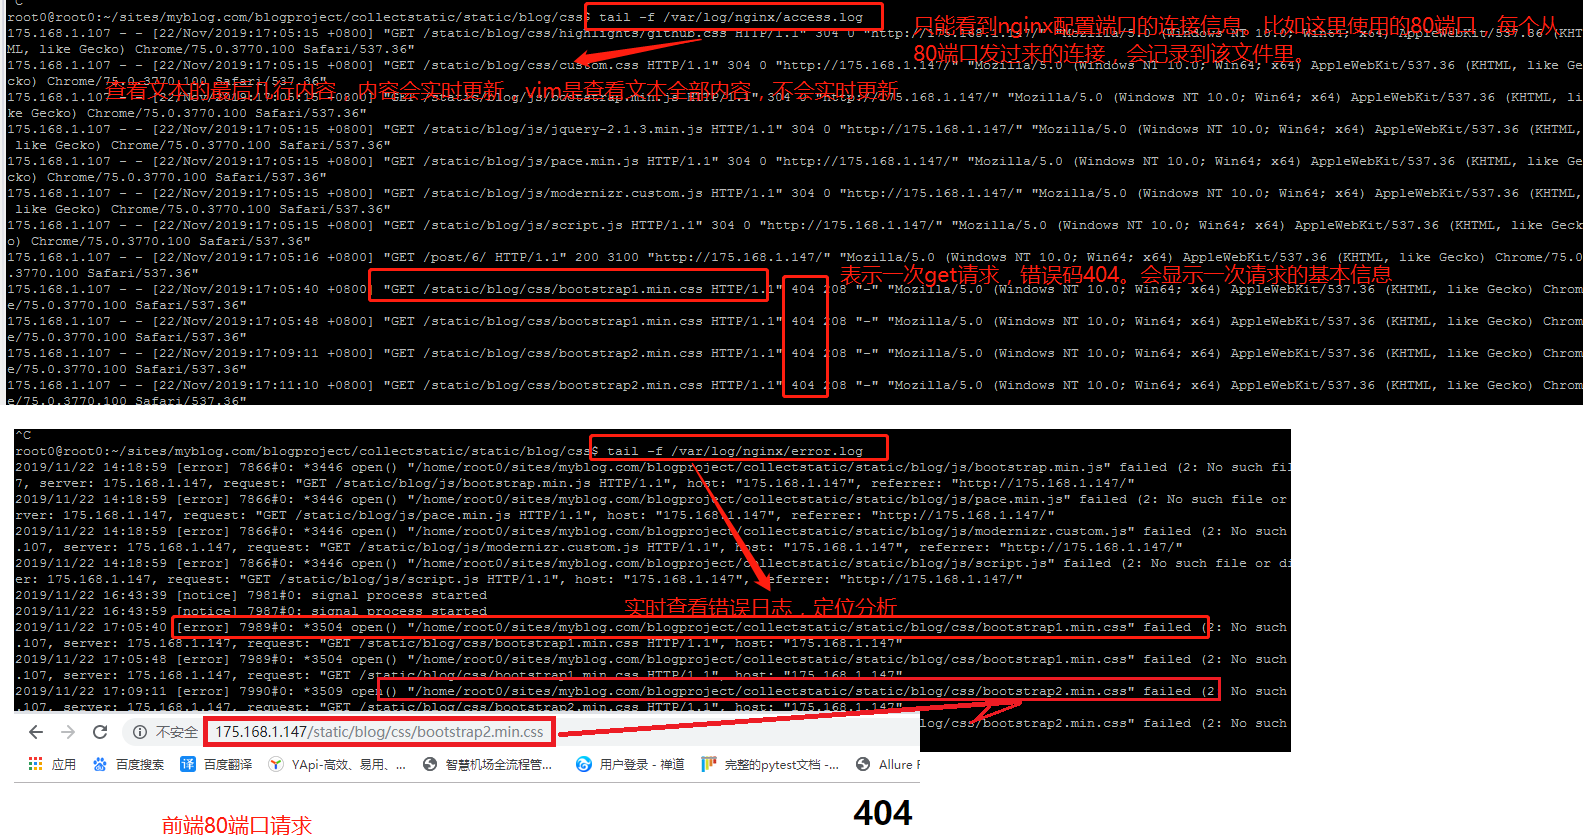 ^C
root0@root0:~/sites/myblog.com/blogproject/collectstatic/static/blog/css$ tail -f /var/log/nginx/access.log
只能看到nginx配置端口的连接信息，比如这里使用的80端口，每个从
80端口发过来的连接，会记录到该文件里。
175.168.1.107 - - [22/Nov/2019:17:05:15 +0800] "GET /static/blog/css/highlights/github.css HTTP/1.1" 304 0 "http://175.168.1.147/" "Mozilla/5.0 (Windows NT 10.0; Win64; x64) AppleWebKit/537.36 (KHT
ML, like Gecko) Chrome/75.0.3770.100 Safari/537.36"
175.168.1.107 - - [22/Nov/2019:17:05:15 +0800] "GET /static/blog/css/custom.css HTTP/1.1" 304 0 "http://175.168.1.147/" "Mozilla/5.0 (Windows NT 10.0; Win64; x64) AppleWebKit/537.36 (KHTML, like Ge
cko) Chrome/75.0.3770.100 Safari/537.36"
查看文本的最后几行内容，内容会实时更新，vim是查看文本全部内容，不会实时更新
175.168.1.107 - - [22/Nov/2019:17:05:15 +0800] "GET
HTTP/1.1" 304 0 "http://175.168.1.147/" "Mozilla/5.0 (Windows NT 10.0; Win64; x64) AppleWebKit/537.36 (KHTML, li
ke Gecko) Chrome/75.0.3770.100 Safari/537.36"
175.168.1.107 - - [22/Nov/2019:17:05:15 +0800] "GET /static/blog/js/jquery-2.1.3.min.js HTTP/1.1" 304 0 "http://175.168.1.147/" "Mozilla/5.0 (Windows NT 10.0; Win64; x64) AppleWebKit/537.36 (KHTML,
like Gecko) Chrome/75.0.3770.100 Safari/537.36"
175.168.1.107 - - [22/Nov/2019:17:05:15 +0800] "GET /static/blog/js/pace.min.js HTTP/1.1" 304 0 "http://175.168.1.147/" "Mozilla/5.0 (Windows NT 10.0; Win64; x64) AppleWebKit/537.36 (KHTML, like Ge
cko) Chrome/75.0.3770.100 Safari/537.36"
175.168.1.107 - - [22/Nov/2019:17:05:15 +0800] "GET /static/blog/js/modernizr.custom.js HTTP/1.1" 304 0 "http://175.168.1.147/" "Mozilla/5.0 (Windows NT 10.0; Win64; x64) AppleWebKit/537.36 (KHTML,
like Gecko) Chrome/75.0.3770.100 Safari/537.36"
175.168.1.107 - - [22/Nov/2019:17:05:15 +0800] "GET /static/blog/js/script.js HTTP/1.1" 304 0 "http://175.168.1.147/" "Mozilla/5.0 (Windows NT 10.0; Win64; x64) AppleWebKit/537.36 (KHTML, like Geck
o) Chrome/75.0.3770.100 Safari/537.36"
175.168.1.107 - - [22/Nov/2019:17:05:16 +0800] "GET /post/6/ HTTP/1.1" 200 3100 "http://175.168.1.147/" "Mozilla/5.0 (Windows NT 10.0; Win64; x64) AppleWebKit/537.36 (KHTML, like Gecko) Chrome/75.0
.3770.100 Safari/537.36"
表示一次get请求，错误码404。会显示一次请求的基本信息
175.168.1.107 - - [22/Nov/2019:17:05:40 +0800] "GET /static/blog/css/bootstrap1.min.css HTTP/1.1" 404 208 "-" "Mozilla/5.0 (Windows NT 10.0; Win64; x64) AppleWebKit/537.36 (KHTML, like Gecko) Chrom
e/75.0.3770.100 Safari/537.36"
175.168.1.107 - - [22/Nov/2019:17:05:48 +0800] "GET /static/blog/css/bootstrap1.min.css HTTP/1.1" 404 208 "-" "Mozilla/5.0 (Windows NT 10.0; Win64; x64) AppleWebKit/537.36 (KHTML, like Gecko) Chrom
e/75.0.3770.100 Safari/537.36"
175.168.1.107 - - [22/Nov/2019:17:09:11 +0800] "GET /static/blog/css/bootstrap2.min.css HTTP/1.1" 404 208 "-" "Mozilla/5.0 (Windows NT 10.0; Win64; x64) AppleWebKit/537.36 (KHTML, like Gecko) Chrom
e/75.0.3770.100 Safari/537.36"
175.168.1.107 - - [22/Nov/2019:17:11:10 +0800] "GET /static/blog/css/bootstrap2.min.css HTTP/1.1" 404 208 "-" "Mozilla/5.0 (Windows NT 10.0; Win64; x64) AppleWebKit/537.36 (KHTML, like Gecko) Chrom
e/75.0.3770.100 Safari/537.36"
^C
root0@root0:~/sites/myblog.com/blogproject/collectstatic/static/blog/css$ tail -f /var/log/nginx/error.log
2019/11/22 14:18:59 [error] 7866#0: *3446 open() "/home/root0/sites/myblog.com/blogproject/collectstatic/static/blog/js/bootstrap.min.js" failed (2: No such fil
7, server: 175.168.1.147, request: "GET /static/blog/js/bootstrap.min.js HTTP/1.1", host: "175.168.1.147", referrer: "http://175.168.1.147/"
2019/11/22 14:18:59 [error] 7866#0: *3446 open() "/home/root0/sites/myblog.com/blogproject/collectstatic/static/blog/js/pace.min.js" failed (2: No such file or
rver: 175.168.1.147, request: "GET /static/blog/js/pace.min.js HTTP/1.1", host: "175.168.1.147", referrer: "http://175.168.1.147/"
2019/11/22 14:18:59 [error] 7866#0: *3446 open() "/home/root0/sites/myblog.com/blogproject/collectstatic/static/blog/js/modernizr.custom.js" failed (2: No such
.107, server: 175.168.1.147, request: "GET /static/blog/js/modernizr.custom.js HTTP/1.1", host: "175.168.1.147", referrer: "http://175.168.1.147/"
2019/11/22 14:18:59 [error] 7866#0: *3446 open() "/home/root0/sites/myblog.com/blogproject/collectstatic/static/blog/js/script.js" failed (2: No such file or di
er: 175.168.1.147, request: "GET /static/blog/js/script.js HTTP/1.1", host: "175.168.1.147", referrer: "http://175.168.1.147/"
2019/11/22 16:43:39 [notice] 7981#0: signal process started
2019/11/22 16:43:59 [notice] 7987#0: signal process started
实时查看错误日志，定位分析
2019/11/22 17:05:40 [error] 7989#0: *3504 open() "/home/root0/sites/myblog.com/blogproject/collectstatic/static/blog/css/bootstrap1.min.css" failed (2: No such
.107, server: 175.168.1.147, request: "GET /static/blog/css/bootstrap1.min.css HTTP/1.1", host: "175.168.1.147"
2019/11/22 17:05:48 [error] 7989#0: *3504 open() "/home/root0/sites/myblog.com/blogproject/collectstatic/static/blog/css/bootstrap1.min.css" failed (2: No such
.107, server: 175.168.1.147, request: "GET /static/blog/css/bootstrap1.min.css HTTP/1.1", host: "175.168.1.147"
2019/11/22 17:09:11 [error] 7990#0: *3509 open() "/home/root0/sites/myblog.com/blogproject/collectstatic/static/blog/css/bootstrap2.min.css" failed (2 No such
.107, server: 175.168.1.147, request: "GET /static/blog/css/bootstrap2.min.css HTTP/1.1", host: "175.168.1.147"
log/css/bootstrap2.min.css" failed (2: No such
不安全 175.168.1.147/static/blog/css/bootstrap2.min.css
应用 百度搜索 百度翻译 YApi-高效、易用、... 智慧机场全流程管... 用户登录 - 禅道 完整的pytest文档 -... Allure F
404
前端80端口请求